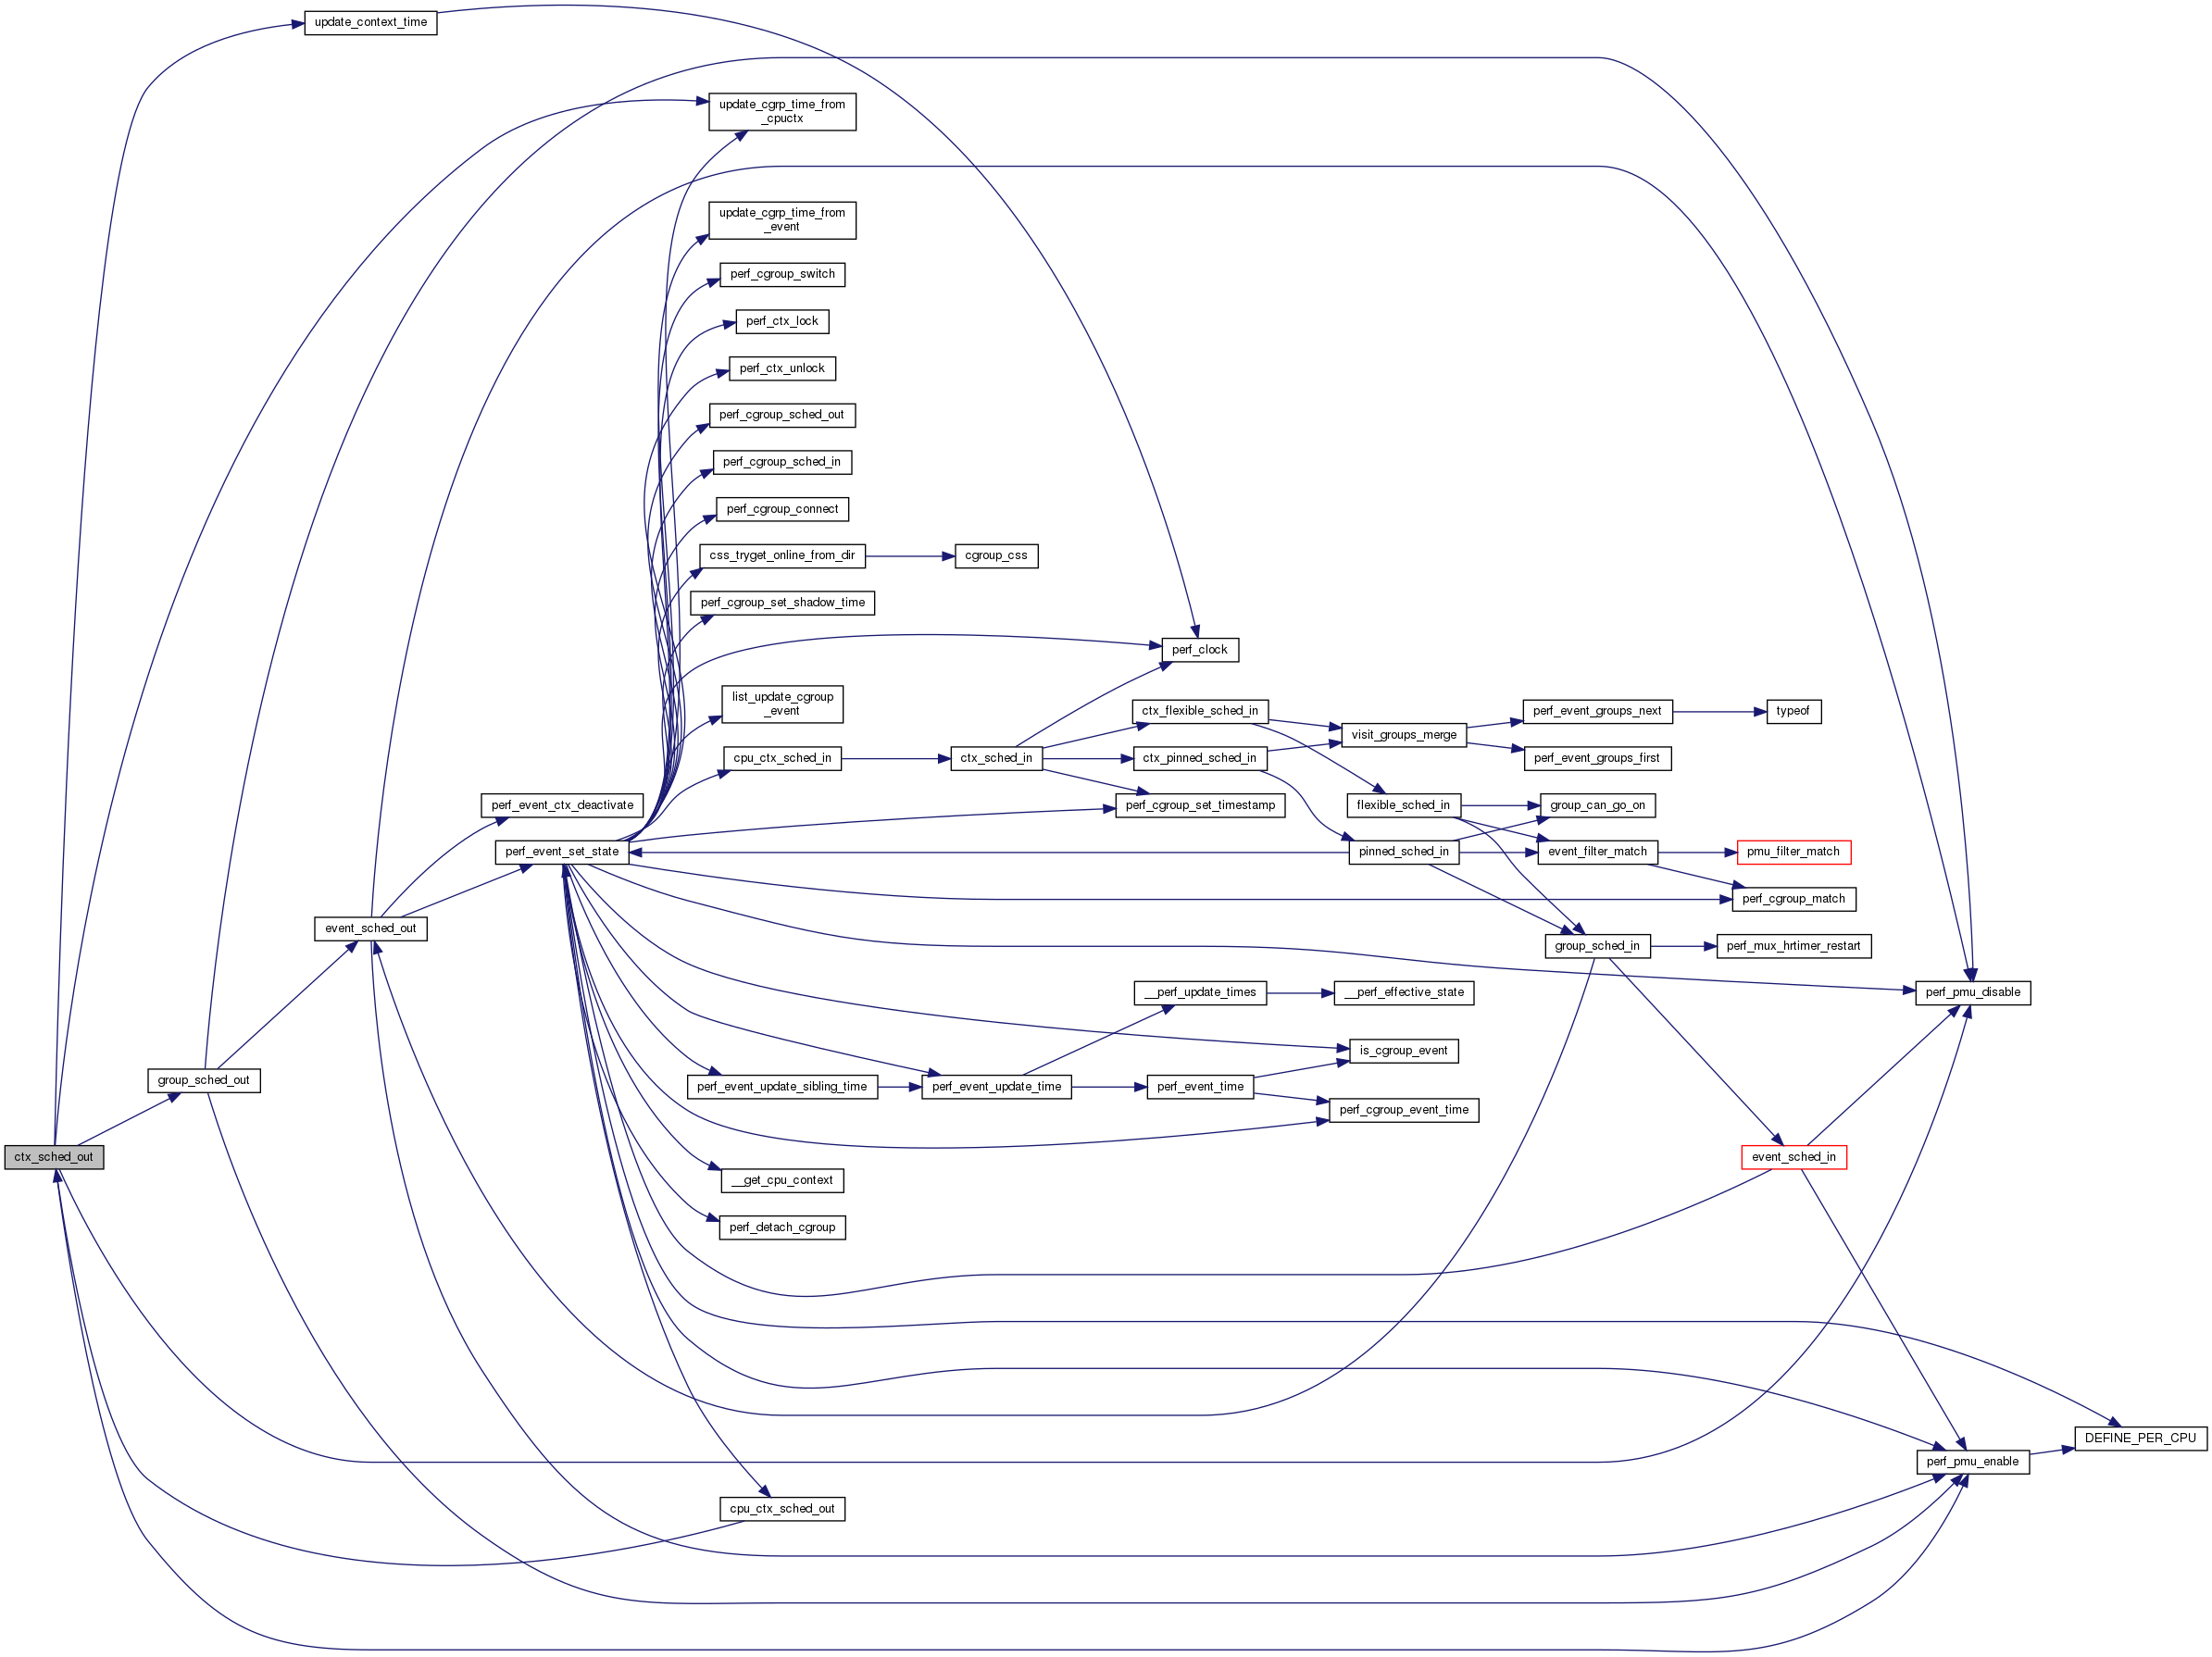 update_context_time
update_cgrp_time_from
_cpuctx
update_cgrp_time_from
_event
perf_cgroup_switch
perf_ctx_lock
perf_ctx_unlock
perf_cgroup_sched_out
perf_cgroup_sched_in
perf_cgroup_connect
css_tryget_online_from_dir
cgroup_css
perf_cgroup_set_shadow_time
perf_clock
list_update_cgroup
_event
ctx_flexible_sched_in
perf_event_groups_next
typeof
visit_groups_merge
cpu_ctx_sched_in
ctx_sched_in
ctx_pinned_sched_in
perf_event_groups_first
perf_event_ctx_deactivate
perf_cgroup_set_timestamp
flexible_sched_in
group_can_go_on
perf_event_set_state
pinned_sched_in
event_filter_match
pmu_filter_match
perf_cgroup_match
event_sched_out
group_sched_in
perf_mux_hrtimer_restart
__perf_update_times
__perf_effective_state
perf_pmu_disable
is_cgroup_event
group_sched_out
perf_event_update_sibling_time
perf_event_update_time
perf_event_time
perf_cgroup_event_time
ctx_sched_out
event_sched_in
__get_cpu_context
perf_detach_cgroup
DEFINE_PER_CPU
perf_pmu_enable
cpu_ctx_sched_out